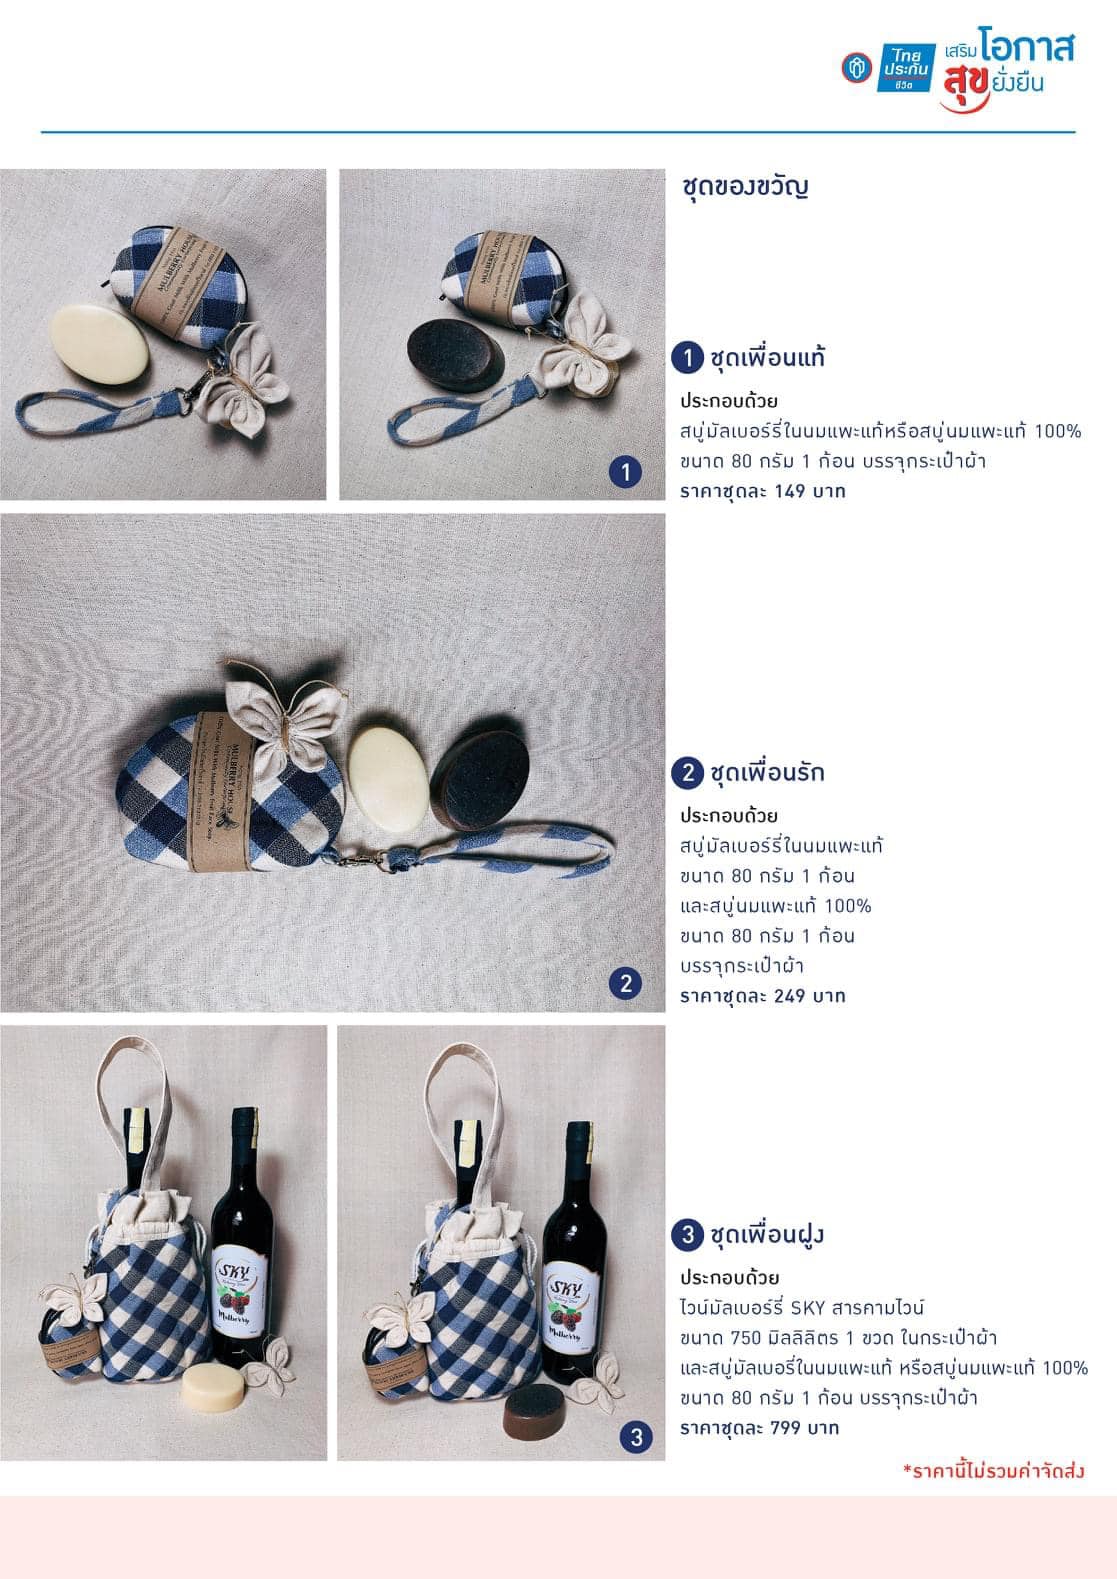 ไทย
ประกัน
ชีวิต
เสริมโอกาส
สุขยั่งยืน
ชุดของขวัญ
MULBERRY HOUSE
MULBERRY HOUSE
1
1 ชุดเพื่อนแท้
ประกอบด้วย
สบู่มัลเบอร์รี่ในนมแพะแท้หรือสบู่นมแพะแท้ 100%
ขนาด 80 กรัม 1 ก้อน บรรจุกระเป๋าผ้า
ราคาชุดละ 149 บาท
MULBERRY HOUSE
2
2 ชุดเพื่อนรัก
ประกอบด้วย
สบู่มัลเบอร์รี่ในนมแพะแท้
ขนาด 80 กรัม 1 ก้อน
และสบู่นมแพะแท้ 100%
ขนาด 80 กรัม 1 ก้อน
บรรจุกระเป๋าผ้า
ราคาชุดละ 249 บาท
SKY
Mulberry
SKY
Mulberry
3
3 ชุดเพื่อนฝูง
ประกอบด้วย
ไวน์มัลเบอร์รี่ SKY สารคามไวน์
ขนาด 750 มิลลิลิตร 1 ขวด ในกระเป๋าผ้า
และสบู่มัลเบอรี่ในนมแพะแท้ หรือสบู่นมแพะแท้ 100%
ขนาด 80 กรัม 1 ก้อน บรรจุกระเป๋าผ้า
ราคาชุดละ 799 บาท
*ราคานี้ไม่รวมค่าจัดส่ง